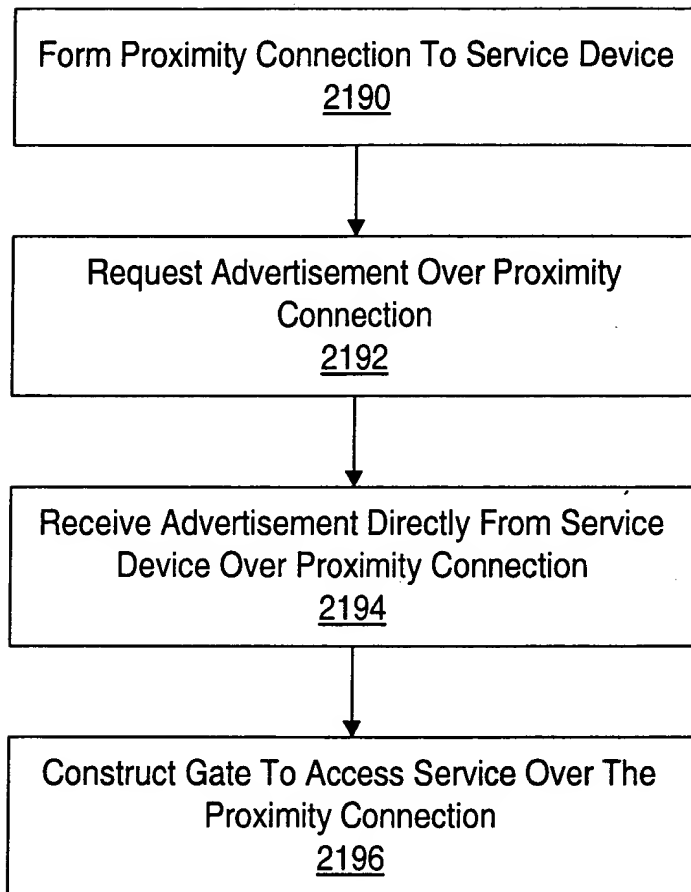 Form Proximity Connection To Service Device
2190
Request Advertisement Over Proximity
Connection
2192
Receive Advertisement Directly From Service
Device Over Proximity Connection
2194
Construct Gate To Access Service Over The
Proximity Connection
2196